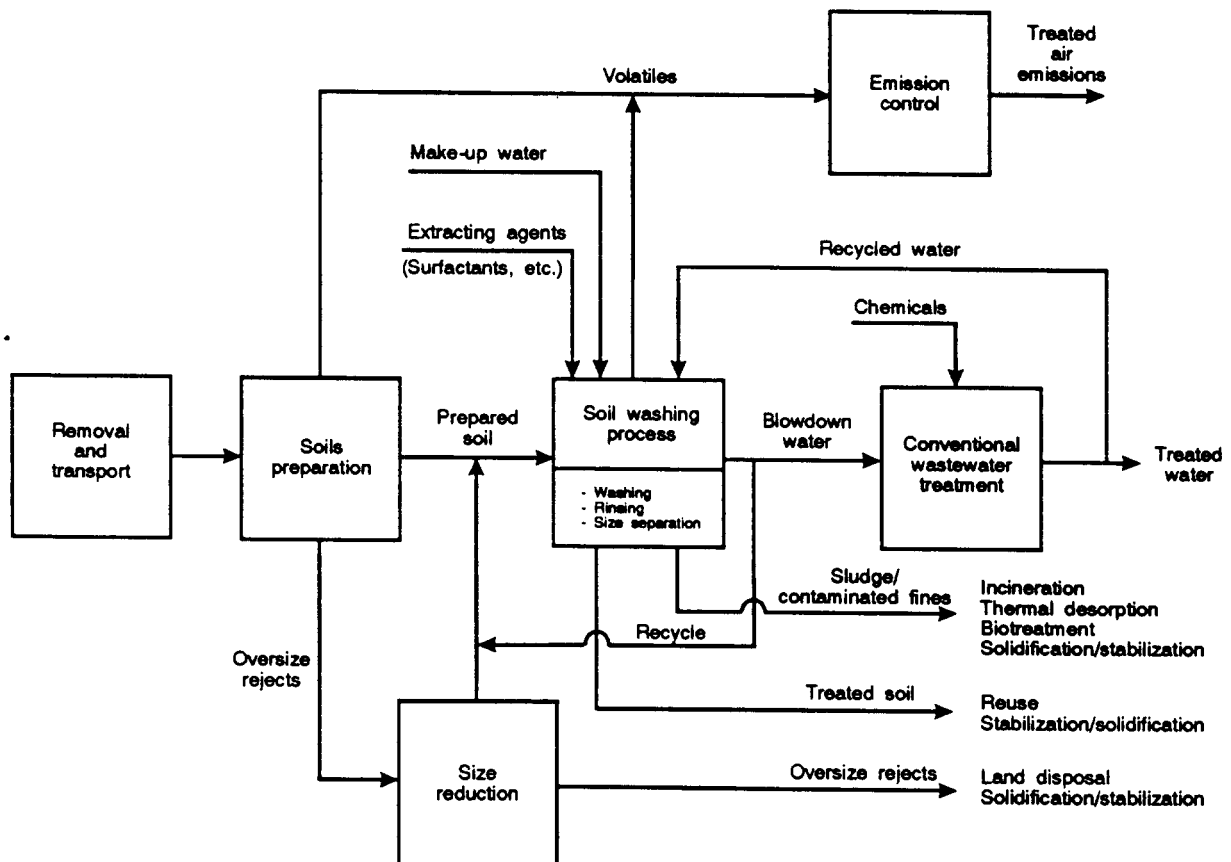 Treated
air
emissions
Volatiles
Emission
control
Make-up water
Extracting agents
(Surfactants, etc.)
Recycled water
Chemicals
Removal
and
transport
Soils
preparation
Prepared
soil
Soil washing
process
- Washing
- Rinsing
- Size separation
Blowdown
water
Conventional
wastewater
treatment
Treated
water
Sludge/
contaminated fines
Incineration
Thermal desorption
Biotreatment
Solidification/stabilization
Recycle
Oversize
rejects
Treated soil
Reuse
Stabilization/solidification
Size
reduction
Oversize rejects
Land disposal
Solidification/stabilization